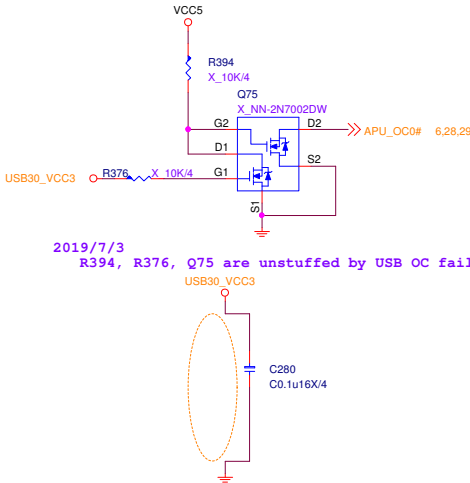 VCC5
R394
X_10K/4
Q75
X_NN-2N7002DW
G2
D2
APU_OC0# 6,28,29
D1
S2
USB30_VCC3
R376
X_10K/4
G1
S1
2019/7/3
R394, R376, Q75 are unstuffed by USB OC fail
USB30_VCC3
C280
C0.1u16X/4